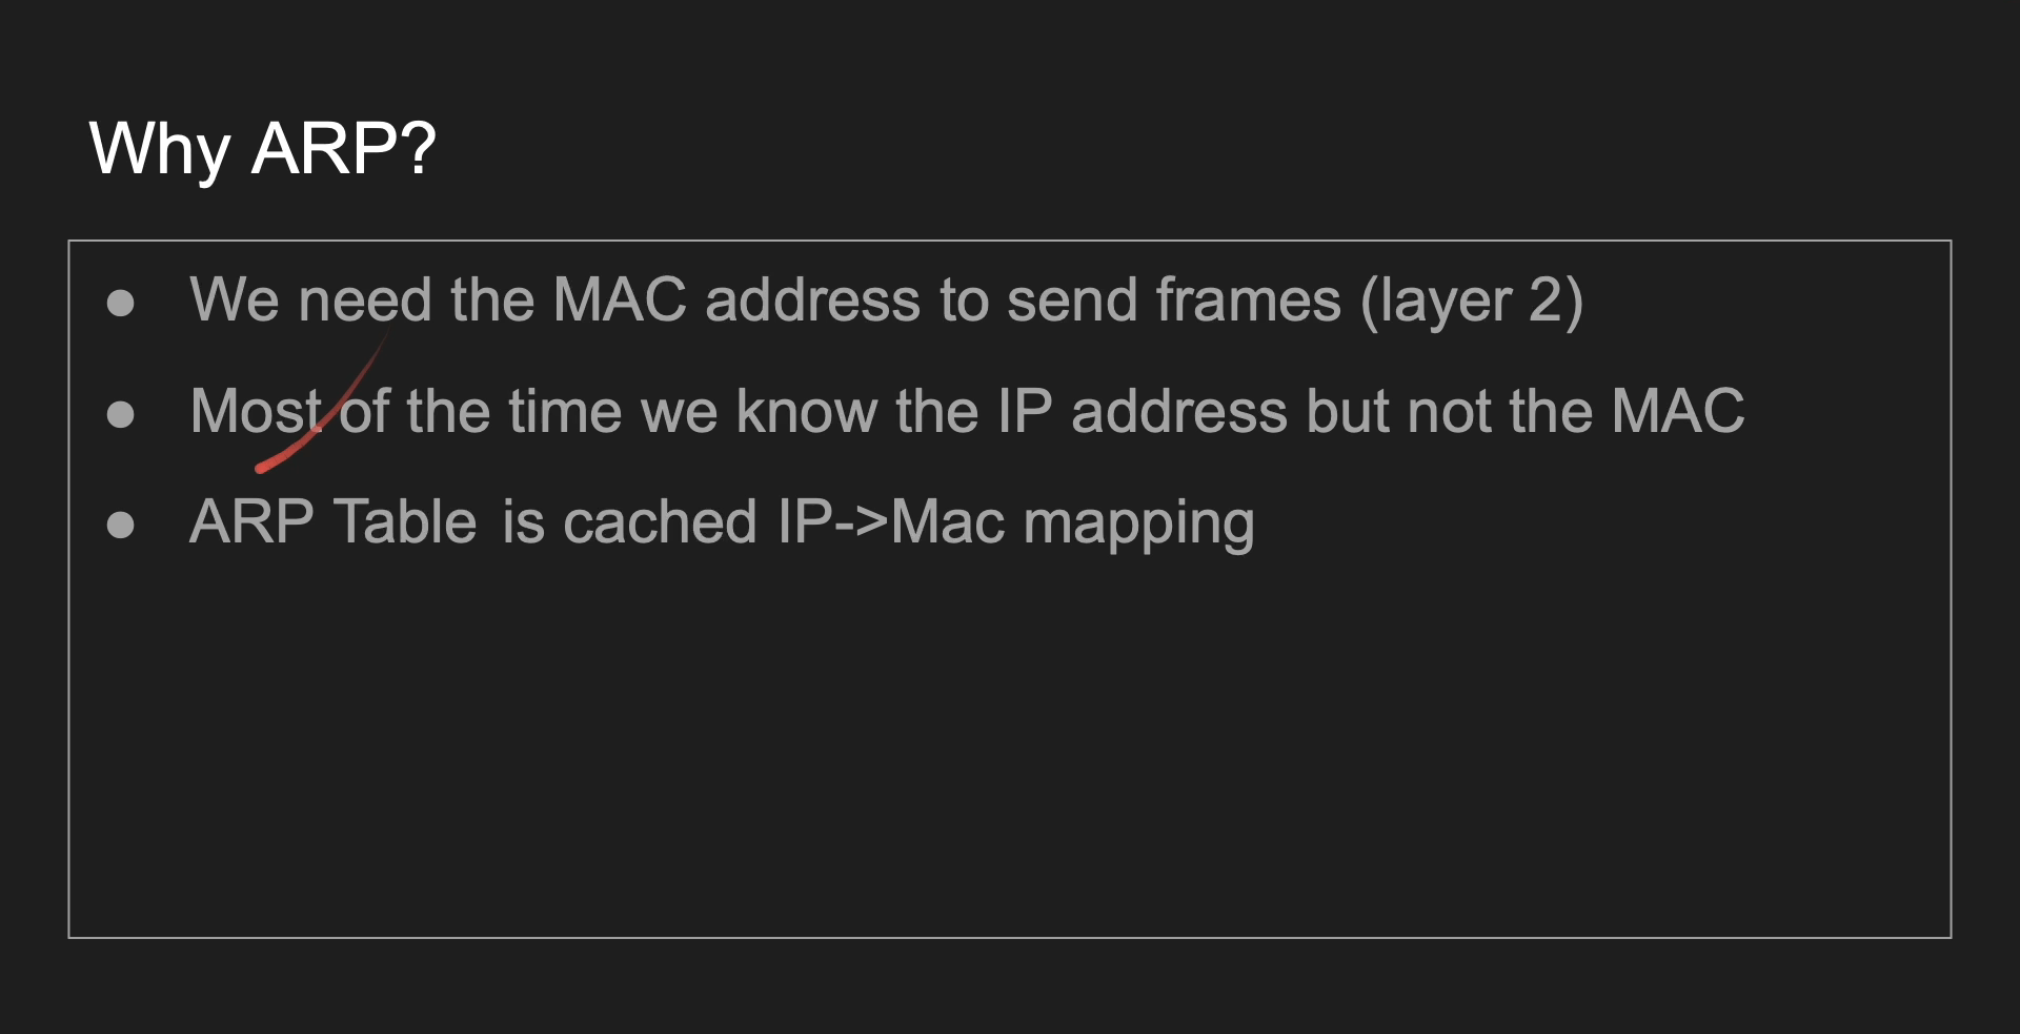 Why ARP?
● We need the MAC address to send frames (layer 2)
● Most of the time we know the IP address but not the MAC
● ARP Table is cached IP->Mac mapping